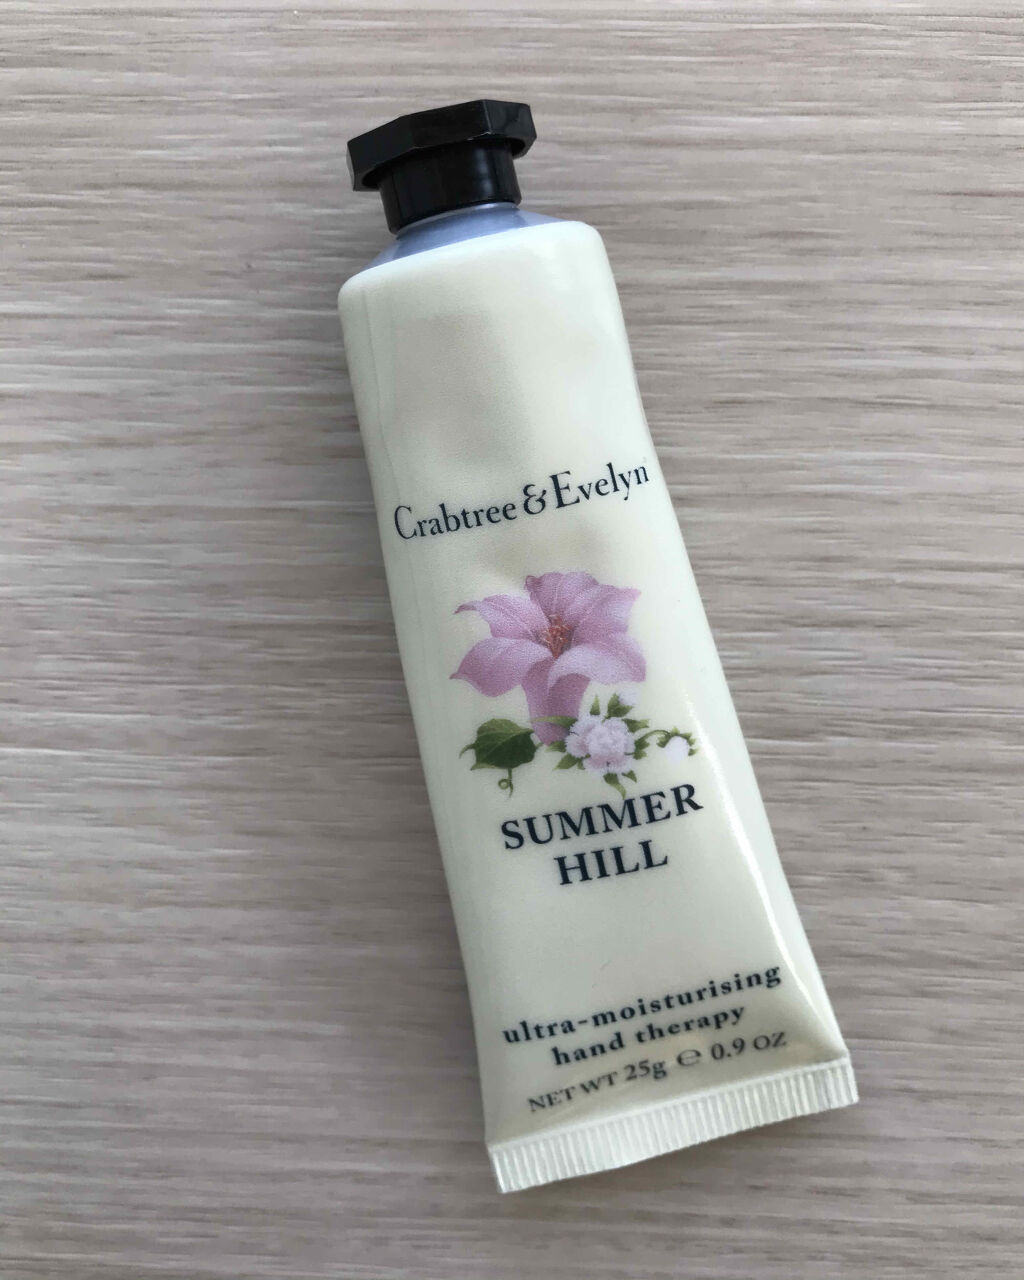 Crabtree & Evelyn
SUMMER
HILL
ultra-moisturising
hand therapy
NET WT 25g ℮ 0.9 OZ